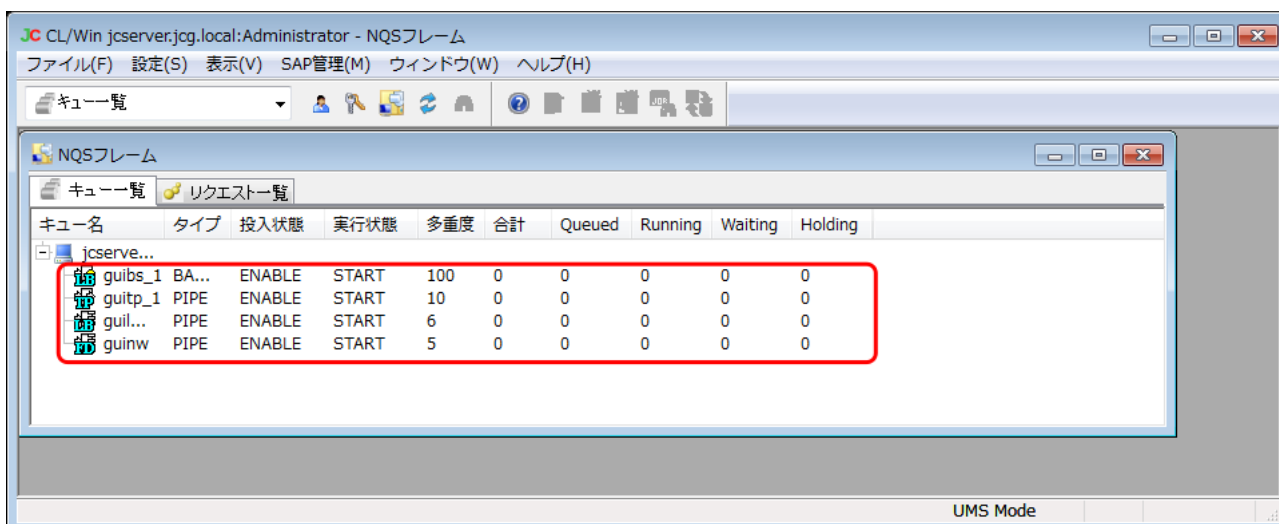 JC CL/Win jcserver.jcg.local:Administrator - NQSフレーム
ファイル(F) 設定(S) 表示(V) SAP管理(M) ウィンドウ(W) ヘルプ(H)
キュー一覧
NQSフレーム
キュー一覧 リクエスト一覧
キュー名 タイプ 投入状態 実行状態 多重度 合計 Queued Running Waiting Holding
jcserve...
guibs_1 BA... ENABLE START 100 0 0 0 0 0
guitp_1 PIPE ENABLE START 10 0 0 0 0 0
guil... PIPE ENABLE START 6 0 0 0 0 0
guinw PIPE ENABLE START 5 0 0 0 0 0
UMS Mode